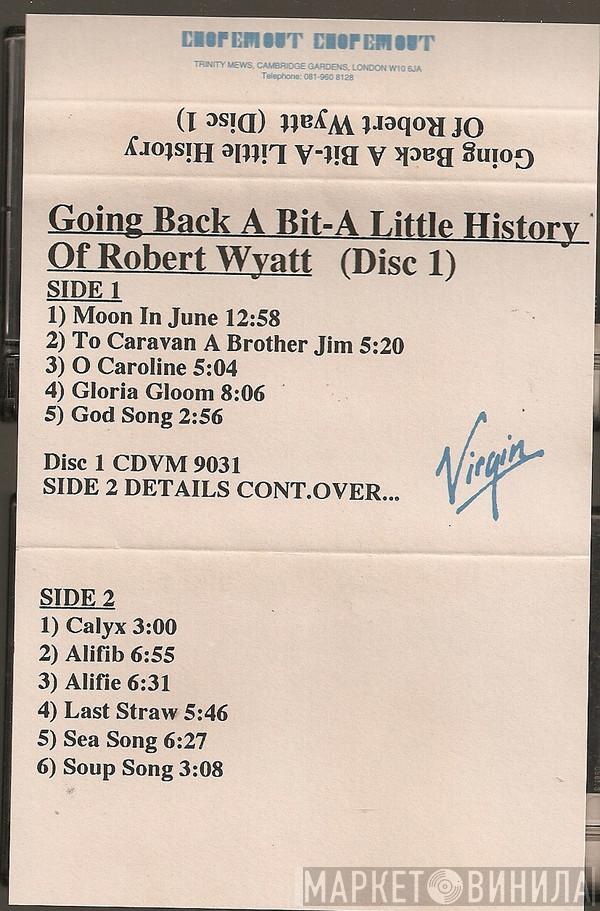 COPEMOUT COPEMOUT
TRINITY MEWS, CAMBRIDGE GARDENS, LONDON W10 6JA
Telephone: 081-960 8128
Going Back A Bit-A Little History
Of Robert Wyatt (Disc 1)
Going Back A Bit-A Little History
Of Robert Wyatt (Disc 1)
SIDE 1
1) Moon In June 12:58
2) To Caravan A Brother Jim 5:20
3) O Caroline 5:04
4) Gloria Gloom 8:06
5) God Song 2:56
Disc 1 CDVM 9031
SIDE 2 DETAILS CONT.OVER...
Virgin
SIDE 2
1) Calyx 3:00
2) Alifib 6:55
3) Alifie 6:31
4) Last Straw 5:46
5) Sea Song 6:27
6) Soup Song 3:08
МАРКЕТ ВИНИЛА